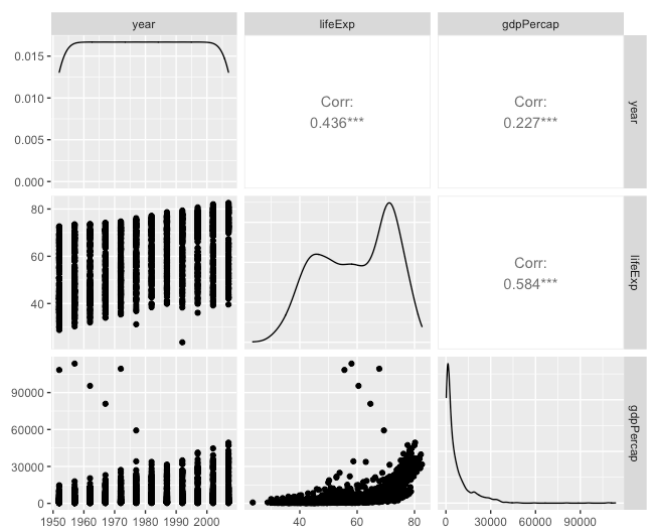 year lifeExp gdpPercap
0.015
0.010
0.005
0.000
Corr:
0.436***
Corr:
0.227***
year
80
60
40
Corr:
0.584***
lifeExp
90000
60000
30000
0
gdpPercap
1950 1960 1970 1980 1990 2000
40 60 80
0 30000 60000 90000